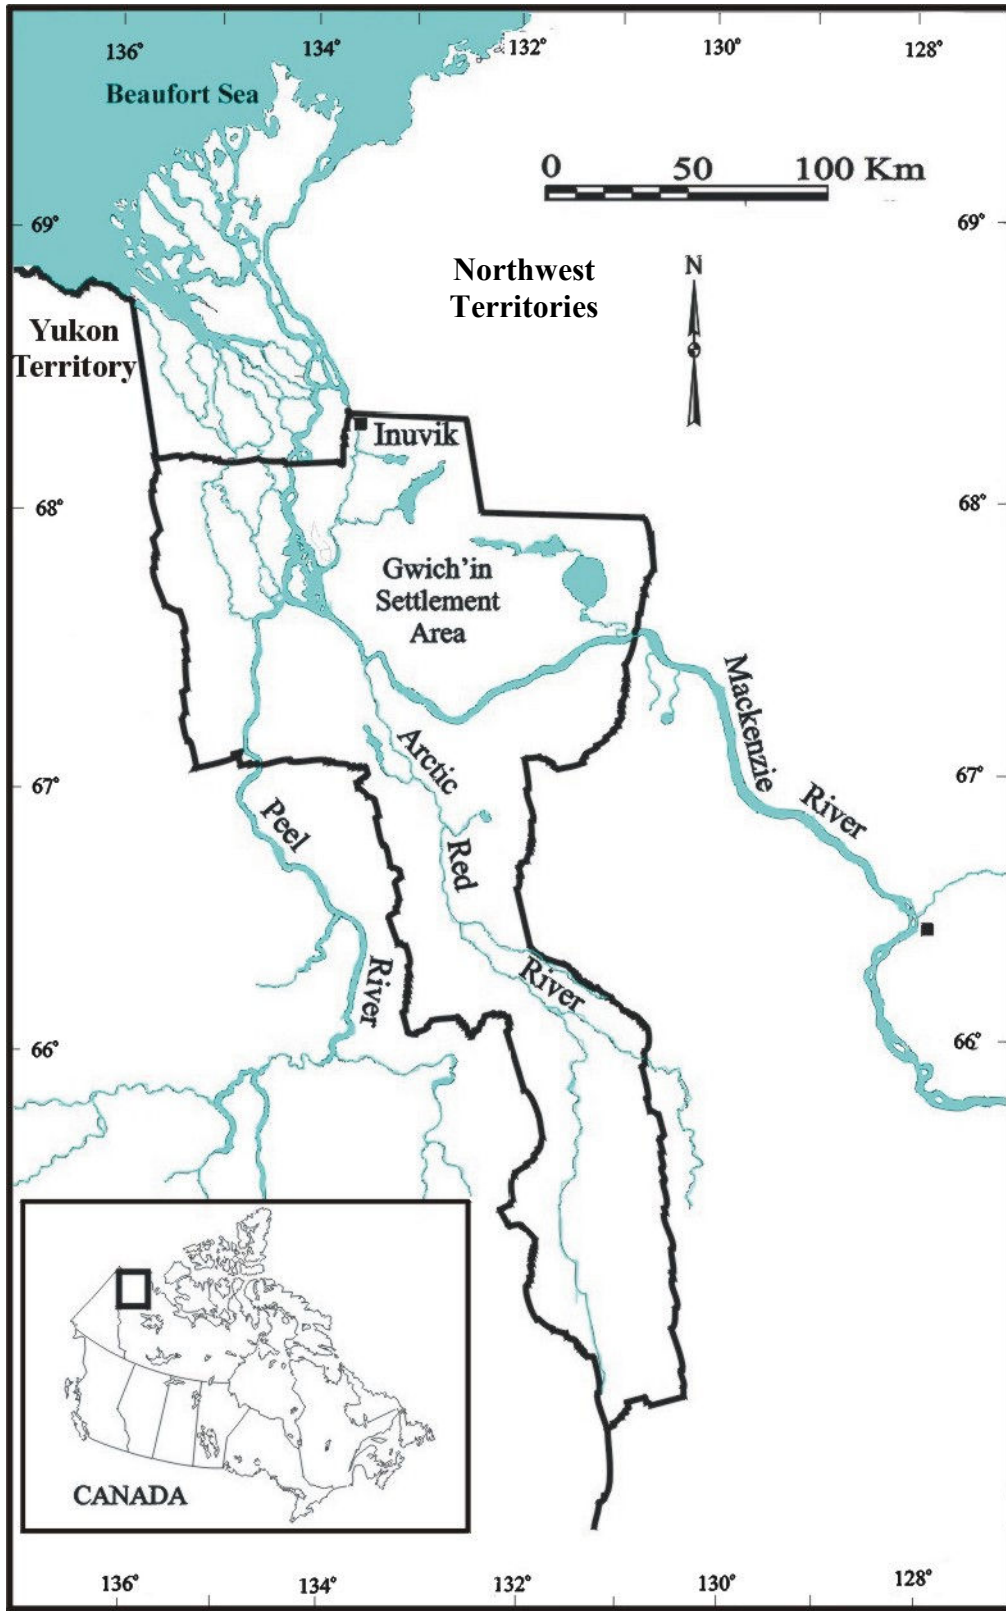 136° 134° 132° 130° 128°
Beaufort Sea
0 50 100 Km
69° 69°
Northwest
Territories
N
Yukon
Territory
Inuvik
68° 68°
Gwich'in
Settlement
Area
Mackenzie
River
Arctic
Red
River
67° 67°
Peel
River
66° 66°
CANADA
136° 134° 132° 130° 128°